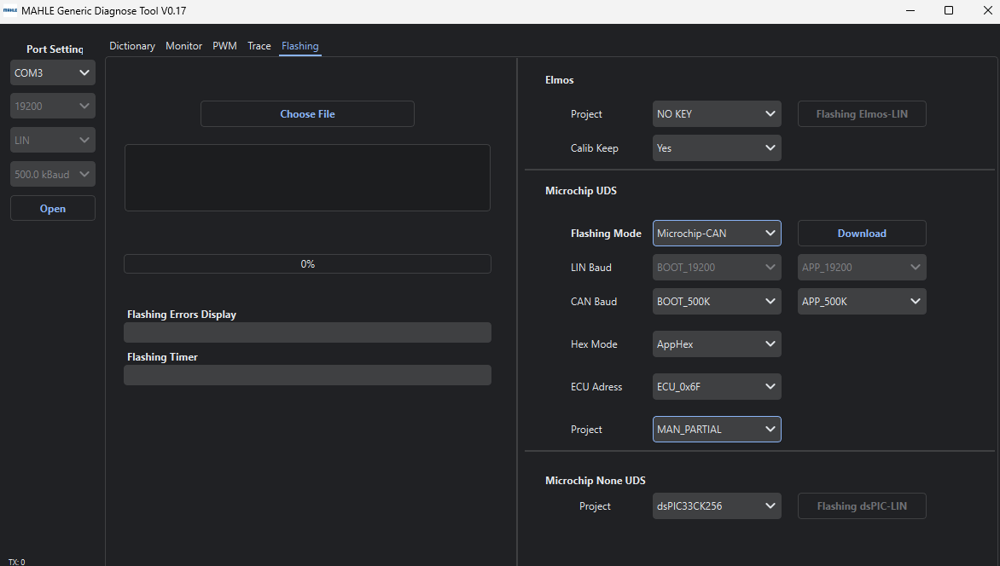 MAHLE MAHLE Generic Diagnose Tool V0.17
Port Setting
COM3
19200
LIN
500.0 kBaud
Open
TX: 0
Dictionary Monitor PWM Trace Flashing
Choose File
0%
Flashing Errors Display
Flashing Timer
Elmos
Project NO KEY Flashing Elmos-LIN
Calib Keep Yes
Microchip UDS
Flashing Mode Microchip-CAN Download
LIN Baud BOOT_19200 APP_19200
CAN Baud BOOT_500K APP_500K
Hex Mode AppHex
ECU Adress ECU_0x6F
Project MAN_PARTIAL
Microchip None UDS
Project dsPIC33CK256 Flashing dsPIC-LIN